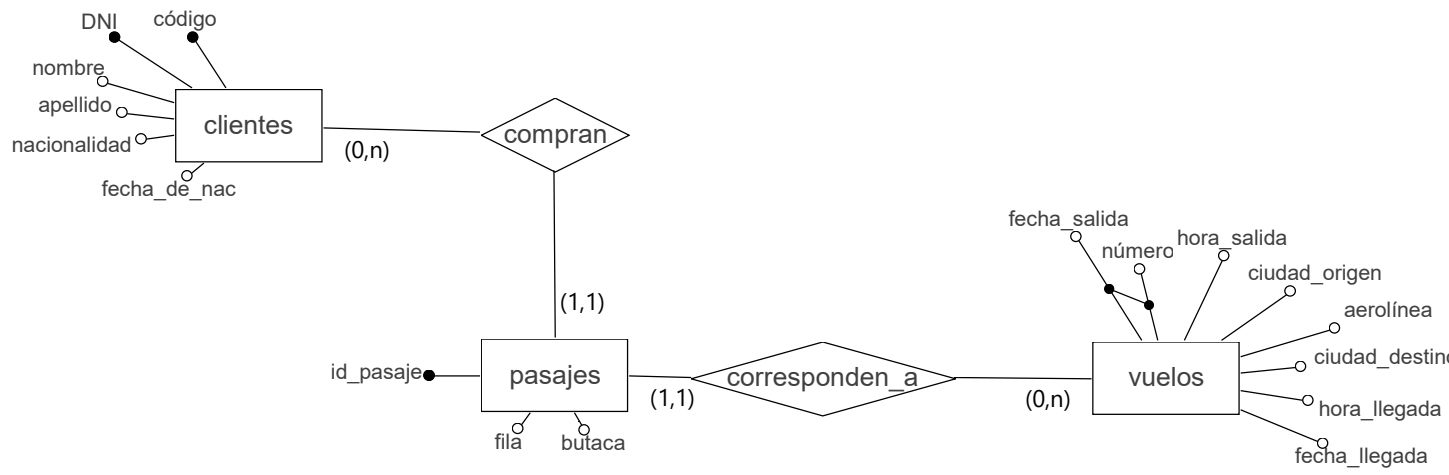 DNI
código
nombre
apellido
nacionalidad
fecha_de_nac
clientes
(0,n)
compran
(1,1)
fecha_salida
número
hora_salida
ciudad_origen
aerolínea
ciudad_destino
hora_llegada
fecha_llegada
id_pasaje
pasajes
fila
butaca
(1,1)
corresponden_a
(0,n)
vuelos